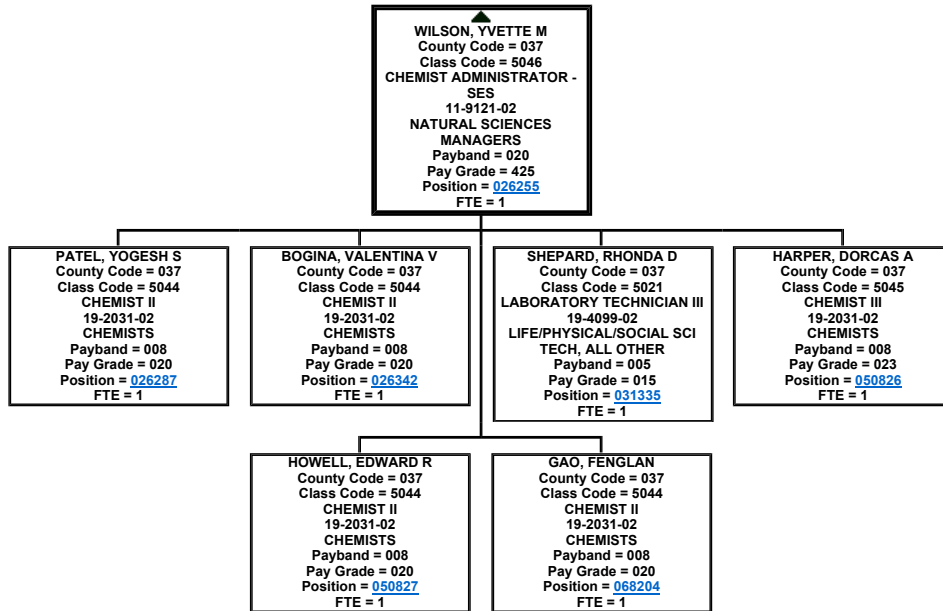 WILSON, YVETTE M
County Code = 037
Class Code = 5046
CHEMIST ADMINISTRATOR -
SES
11-9121-02
NATURAL SCIENCES
MANAGERS
Payband = 020
Pay Grade = 425
Position = 026255
FTE = 1
PATEL, YOGESH S
County Code = 037
Class Code = 5044
CHEMIST II
19-2031-02
CHEMISTS
Payband = 008
Pay Grade = 020
Position = 026287
FTE = 1
BOGINA, VALENTINA V
County Code = 037
Class Code = 5044
CHEMIST II
19-2031-02
CHEMISTS
Payband = 008
Pay Grade = 020
Position = 026342
FTE = 1
SHEPARD, RHONDA D
County Code = 037
Class Code = 5021
LABORATORY TECHNICIAN III
19-4099-02
LIFE/PHYSICAL/SOCIAL SCI
TECH, ALL OTHER
Payband = 005
Pay Grade = 015
Position = 031335
FTE = 1
HARPER, DORCAS A
County Code = 037
Class Code = 5045
CHEMIST III
19-2031-02
CHEMISTS
Payband = 008
Pay Grade = 023
Position = 050826
FTE = 1
HOWELL, EDWARD R
County Code = 037
Class Code = 5044
CHEMIST II
19-2031-02
CHEMISTS
Payband = 008
Pay Grade = 020
Position = 050827
FTE = 1
GAO, FENGLAN
County Code = 037
Class Code = 5044
CHEMIST II
19-2031-02
CHEMISTS
Payband = 008
Pay Grade = 020
Position = 068204
FTE = 1